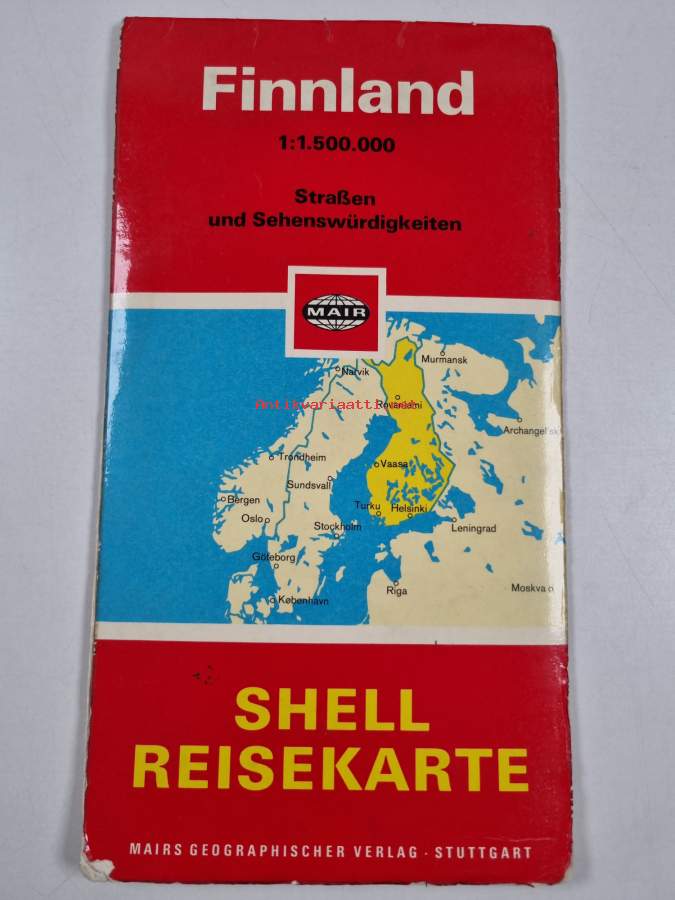 Finnland
1:1.500.000
Straßen
und Sehenswürdigkeiten
MAIR
Murmansk
Narvik
Antikvariaatti.net
Rovaniemi
Archangel'sk
Trondheim
Vaasa
Sundsvall
Bergen
Turku
Helsinki
Oslo
Stockholm
Leningrad
Göteborg
Riga
Moskva
København
SHELL
REISEKARTE
MAIRS GEOGRAPHISCHER VERLAG · STUTTGART